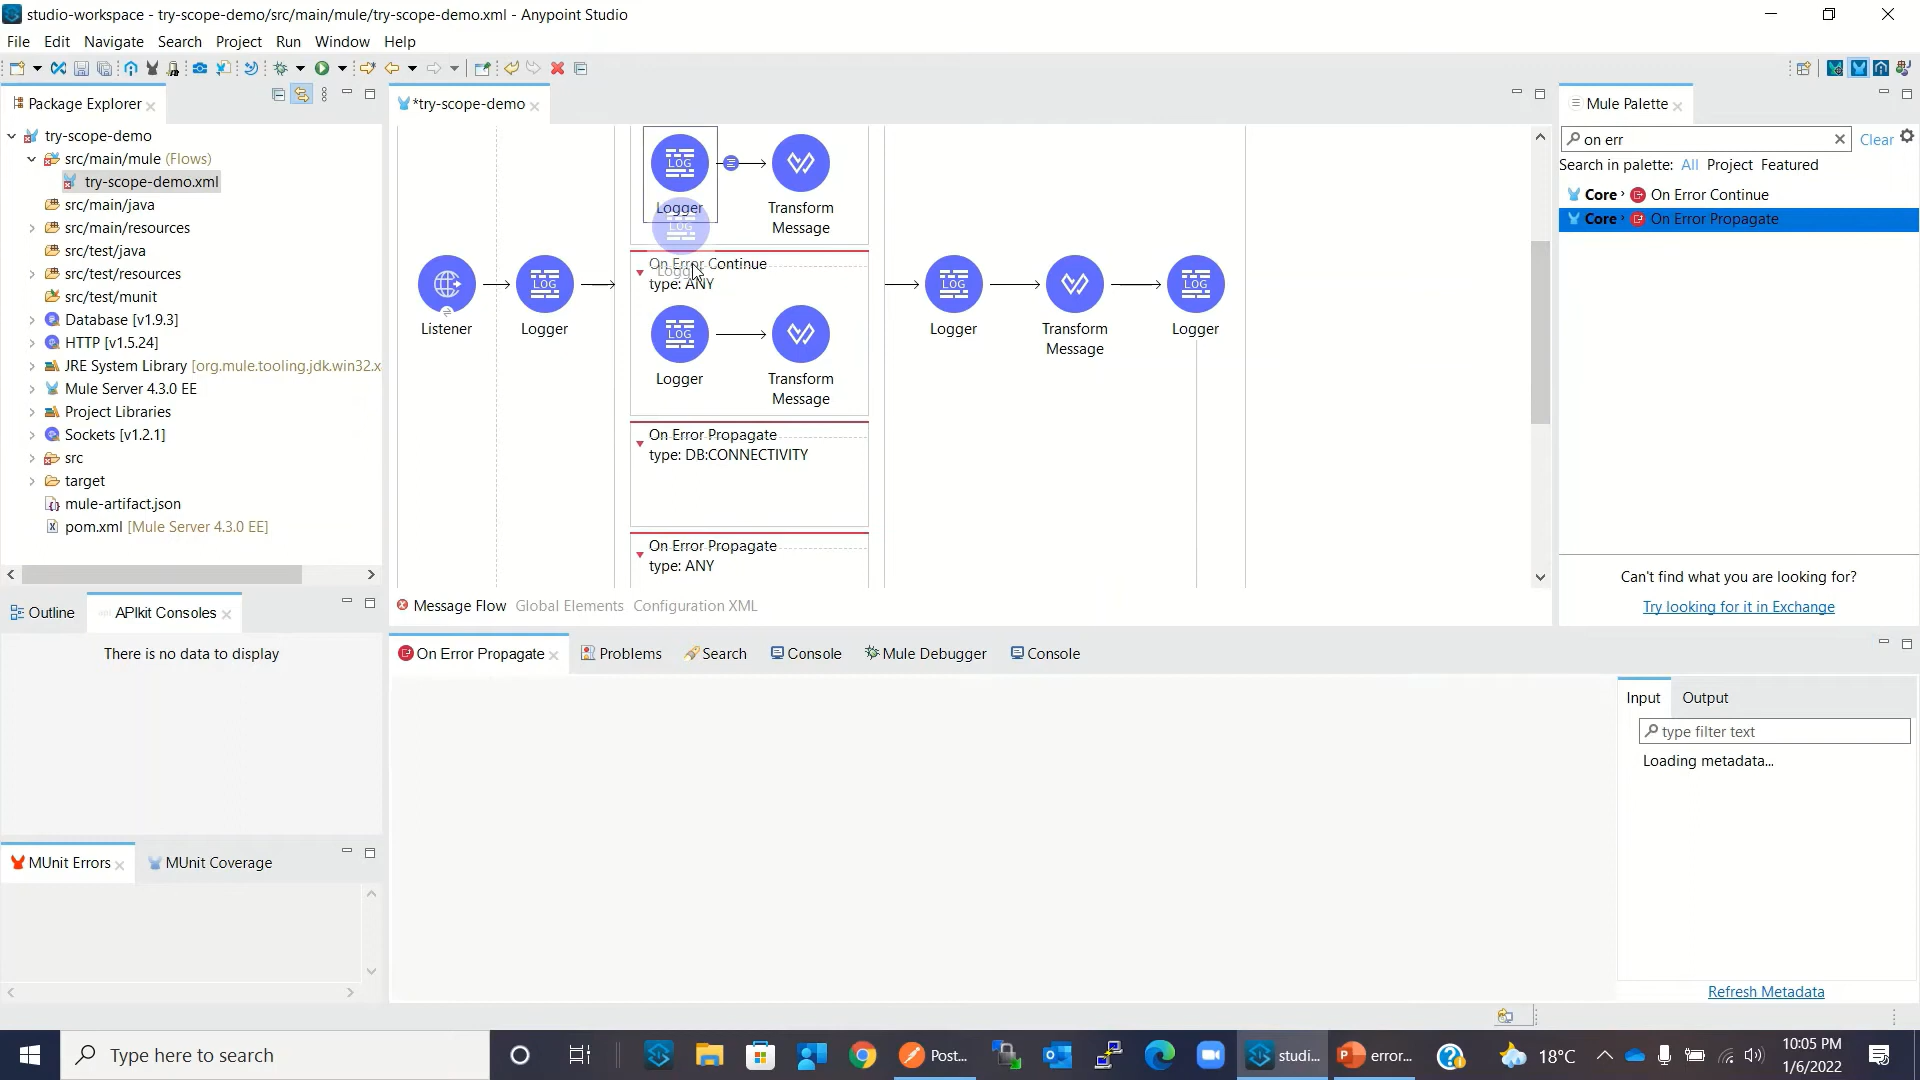 studio-workspace - try-scope-demo/src/main/mule/try-scope-demo.xml - Anypoint Studio
File Edit Navigate Search Project Run Window Help
Package Explorer
try-scope-demo
src/main/mule (Flows)
try-scope-demo.xml
src/main/java
src/main/resources
src/test/java
src/test/resources
src/test/munit
Database [v1.9.3]
HTTP [v1.5.24]
JRE System Library [org.mule.tooling.jdk.win32.x
Mule Server 4.3.0 EE
Project Libraries
Sockets [v1.2.1]
src
target
mule-artifact.json
pom.xml [Mule Server 4.3.0 EE]
Outline
APIkit Consoles
There is no data to display
MUnit Errors
MUnit Coverage
*try-scope-demo
LOG
Logger
Transform
Message
LOG
Logger
On Error Continue
type: ANY
Listener
LOG
Logger
LOG
Logger
Transform
Message
On Error Propagate
type: DB:CONNECTIVITY
On Error Propagate
type: ANY
LOG
Logger
Transform
Message
LOG
Logger
Message Flow Global Elements Configuration XML
On Error Propagate
Problems
Search
Console
Mule Debugger
Console
Input
Output
type filter text
Loading metadata...
Refresh Metadata
Mule Palette
on err
Clear
Search in palette: All Project Featured
Core › On Error Continue
Core › On Error Propagate
Can't find what you are looking for?
Try looking for it in Exchange
Type here to search
Post...
studi...
error...
18°C
10:05 PM
1/6/2022